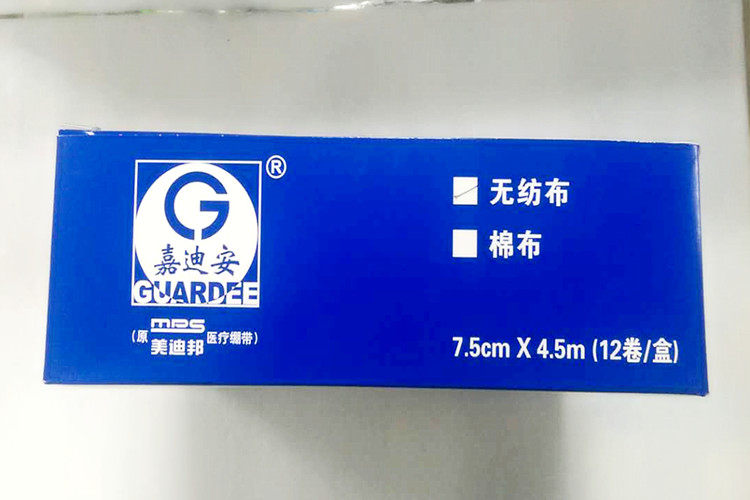 G
®
嘉迪安
GUARDEE
(原 MPS 美迪邦 医疗绷带)
无纺布
棉布
7.5cm X 4.5m (12卷/盒)